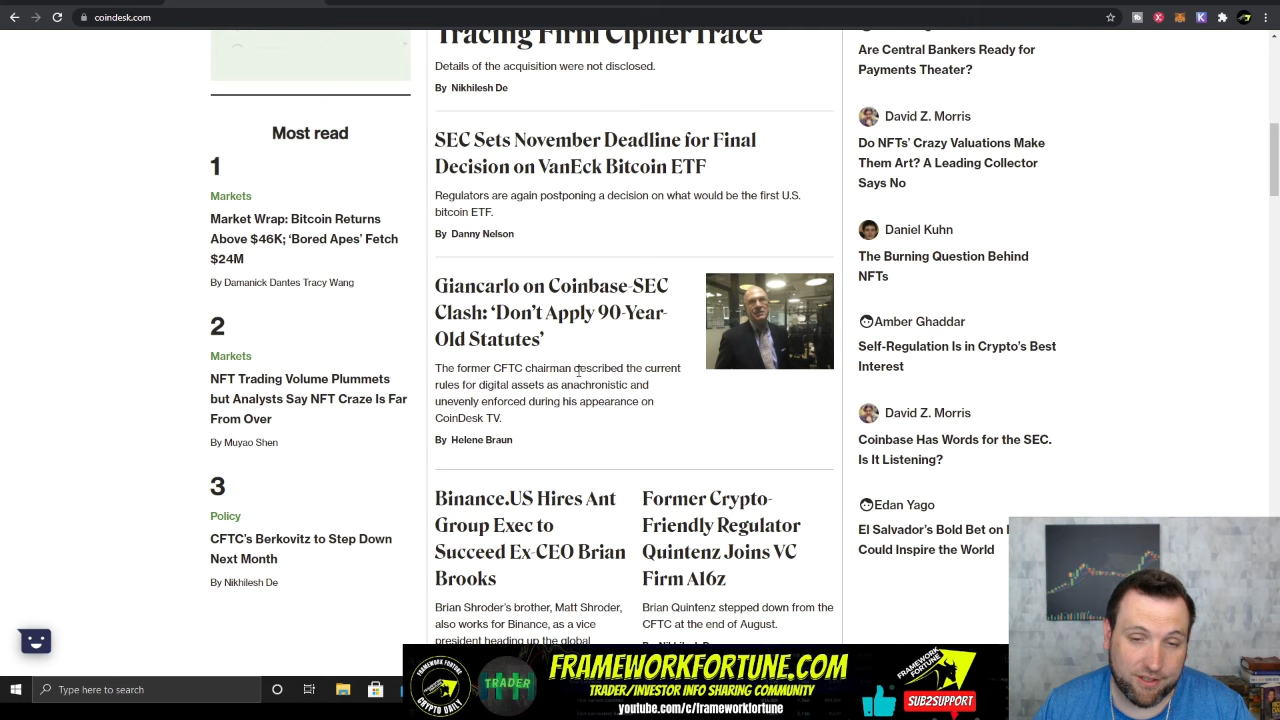 coindesk.com
Tracing Firm CipherTrace
Details of the acquisition were not disclosed.
By Nikhilesh De
SEC Sets November Deadline for Final
Decision on VanEck Bitcoin ETF
Regulators are again postponing a decision on what would be the first U.S.
bitcoin ETF.
By Danny Nelson
Giancarlo on Coinbase-SEC
Clash: ‘Don’t Apply 90-Year-
Old Statutes’
The former CFTC chairman described the current
rules for digital assets as anachronistic and
unevenly enforced during his appearance on
CoinDesk TV.
By Helene Braun
Binance.US Hires Ant
Group Exec to
Succeed Ex-CEO Brian
Brooks
Brian Shroder’s brother, Matt Shroder,
also works for Binance, as a vice
president heading up the global
Former Crypto-
Friendly Regulator
Quintenz Joins VC
Firm A16z
Brian Quintenz stepped down from the
CFTC at the end of August.
Most read
1
Markets
Market Wrap: Bitcoin Returns
Above $46K; ‘Bored Apes’ Fetch
$24M
By Damanick Dantes Tracy Wang
2
Markets
NFT Trading Volume Plummets
but Analysts Say NFT Craze Is Far
From Over
By Muyao Shen
3
Policy
CFTC’s Berkovitz to Step Down
Next Month
By Nikhilesh De
Are Central Bankers Ready for
Payments Theater?
David Z. Morris
Do NFTs’ Crazy Valuations Make
Them Art? A Leading Collector
Says No
Daniel Kuhn
The Burning Question Behind
NFTs
Amber Ghaddar
Self-Regulation Is in Crypto’s Best
Interest
David Z. Morris
Coinbase Has Words for the SEC.
Is It Listening?
Edan Yago
El Salvador’s Bold Bet on
Could Inspire the World
FRAMEWORK FORTUNE
CRYPTO DAILY
TRADER
FRAMEWORKFORTUNE.COM
TRADER/INVESTOR INFO SHARING COMMUNITY
youtube.com/c/frameworkfortune
FRAMEWORK FORTUNE
SUB2SUPPORT
Type here to search